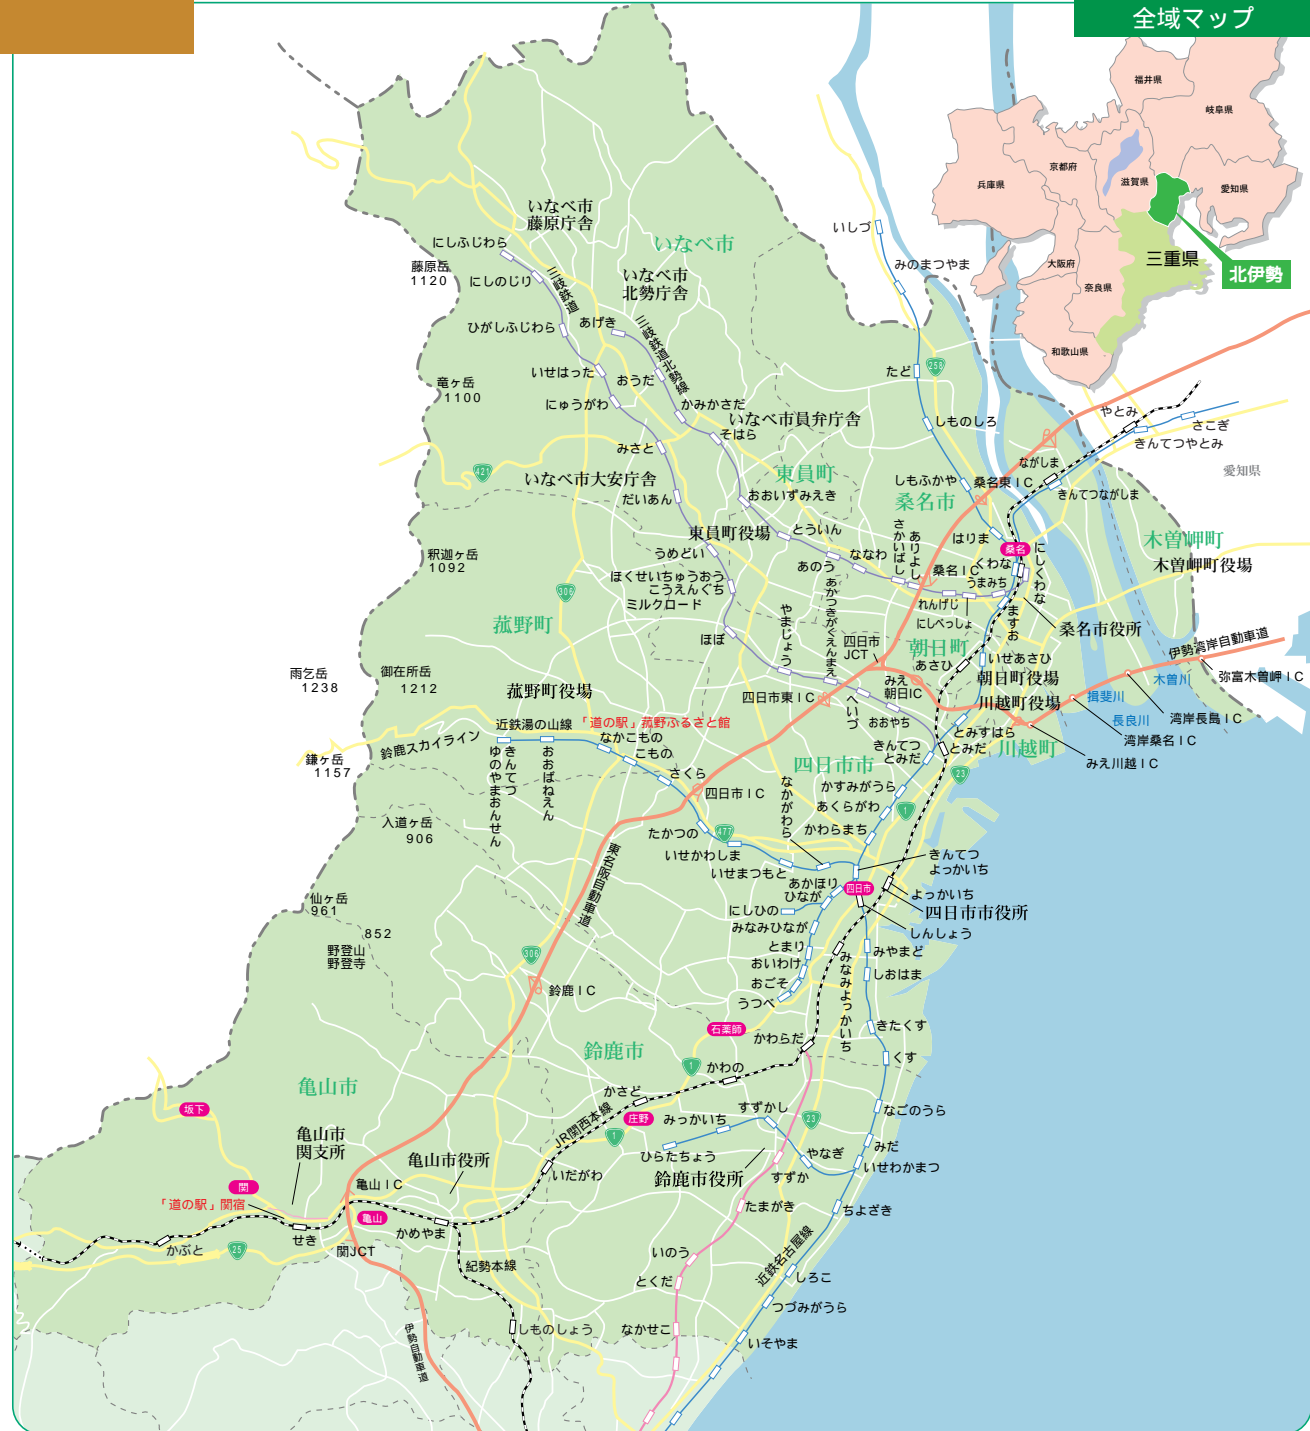 全域マップ
福井県
岐阜県
京都府
滋賀県
兵庫県
愛知県
大阪府
三重県
奈良県
北伊勢
和歌山県
いなべ市
藤原庁舎
いなべ市
にしふじわら
藤原岳
1120
にしのじり
三岐鉄道
いなべ市
北勢庁舎
ひがしふじわら
あげき
三岐鉄道北勢線
いせはった
おうだ
竜ヶ岳
1100
にゅうがわ
かみかさだ
いなべ市員弁庁舎
そはら
みさと
421
いなべ市大安庁舎
だいあん
東員町
おおいずみえき
東員町役場
とういん
うめどい
ほくせいちゅうおう
こうえんぐち
ミルクロード
あのう
ななわ
さかいばし
ありよし
釈迦ヶ岳
1092
306
菰野町
ほぼ
やまじょう
あかつきがくえんまえ
いしづ
みのまつやま
たど
258
しものしろ
しもふかや
桑名東IC
桑名市
はりま
桑名
くわな
桑名IC
うまみち
にしくわな
れんげじ
にしべっしょ
ますお
桑名市役所
ながしま
やとみ
さこぎ
きんてつやとみ
愛知県
きんてつながしま
木曽岬町
木曽岬町役場
四日市
JCT
朝日町
あさひ
いせあさひ
朝日町役場
みえ
朝日IC
川越町役場
伊勢湾岸自動車道
弥富木曽岬IC
木曽川
揖斐川
長良川
湾岸長島IC
湾岸桑名IC
みえ川越IC
川越町
とみすはら
とみだ
雨乞岳
1238
御在所岳
1212
菰野町役場
四日市東IC
へいづ
おおやち
近鉄湯の山線
「道の駅」菰野ふるさと館
なかこもの
こもの
鈴鹿スカイライン
きんてつ
ゆのやまおんせん
おおばねえん
さくら
鎌ヶ岳
1157
四日市IC
四日市市
なかがわら
きんてつ
とみだ
かすみがうら
23
あくらがわ
1
かわらまち
入道ヶ岳
906
たかつの
477
いせかわしま
いせまつもと
きんてつ
よっかいち
あかほり
ひなが
四日市
よっかいち
四日市市役所
しんしょう
東名阪自動車道
仙ヶ岳
961
852
野登山
野登寺
にしひの
みなみひなが
とまり
おいわけ
おごそ
うつべ
みなみよっかいち
みやまど
しおはま
きたくす
くす
306
鈴鹿IC
石薬師
かわらだ
鈴鹿市
1
かわの
かさど
JR関西本線
庄野
1
みっかいち
すずかし
23
なごのうら
みだ
やなぎ
いせわかまつ
ひらたちょう
鈴鹿市役所
すずか
たまがき
ちよざき
亀山市
坂下
亀山市
関支所
亀山市役所
いだがわ
関
「道の駅」関宿
亀山IC
亀山
かめやま
せき
関JCT
かぶと
25
紀勢本線
いのう
とくだ
近鉄名古屋線
しろこ
つづみがうら
なかせこ
いそやま
しものしょう
伊勢自動車道